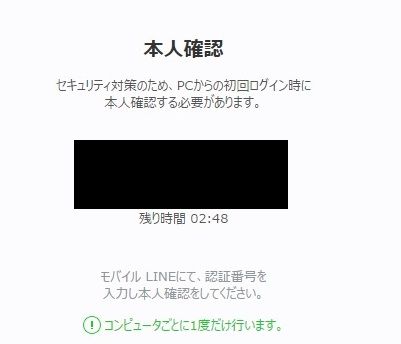 本人確認
セキュリティ対策のため、PCからの初回ログイン時に
本人確認する必要があります。
残り時間 02:48
モバイル LINEにて、認証番号を
入力し本人確認をしてください。
! コンピュータごとに1度だけ行います。